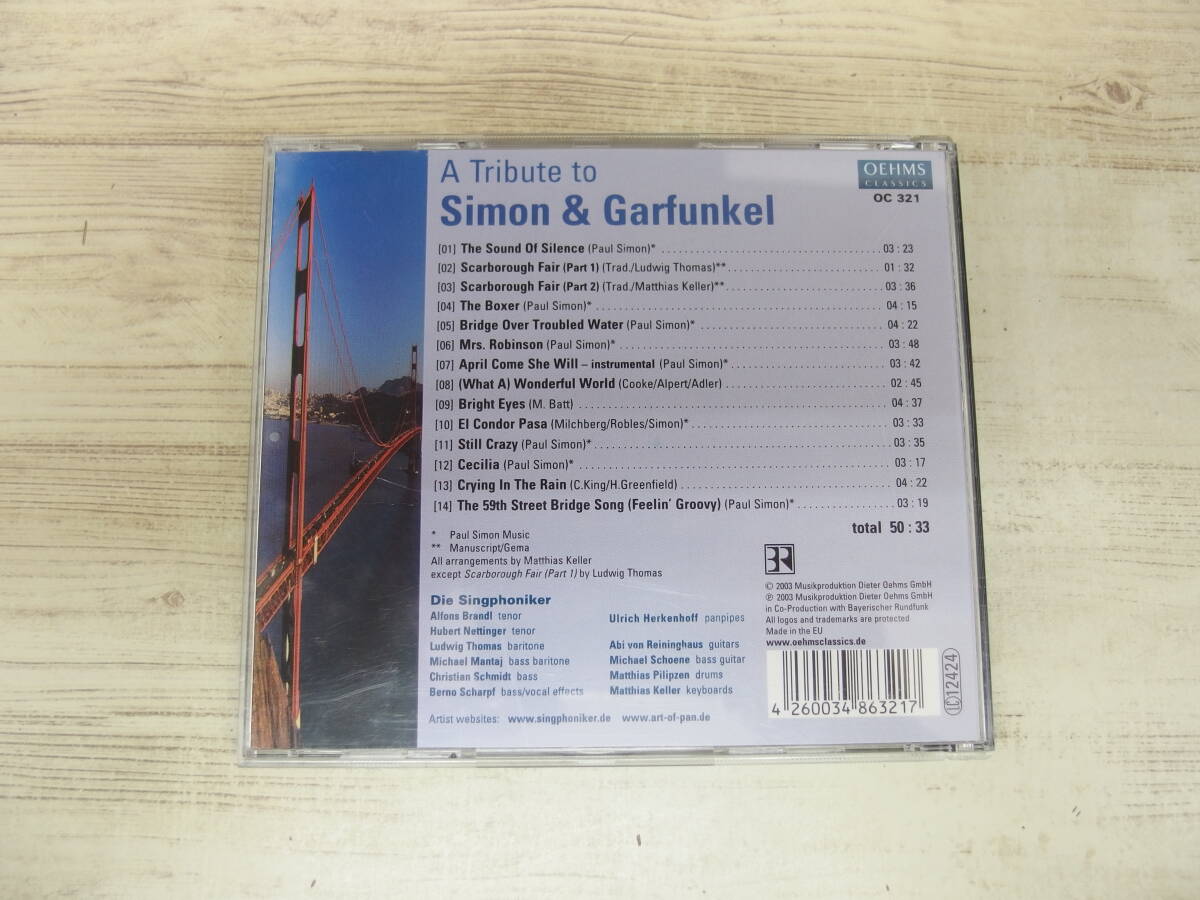 A Tribute to
Simon & Garfunkel
OEHMS
CLASSICS
OC 321
[01] The Sound Of Silence (Paul Simon)* 03 : 23
[02] Scarborough Fair (Part 1) (Trad./Ludwig Thomas)** 01 : 32
[03] Scarborough Fair (Part 2) (Trad./Matthias Keller)** 03 : 36
[04] The Boxer (Paul Simon)* 04 : 15
[05] Bridge Over Troubled Water (Paul Simon)* 04 : 22
[06] Mrs. Robinson (Paul Simon)* 03 : 48
[07] April Come She Will – instrumental (Paul Simon)* 03 : 42
[08] (What A) Wonderful World (Cooke/Alpert/Adler) 02 : 45
[09] Bright Eyes (M. Batt) 04 : 37
[10] El Condor Pasa (Milchberg/Robles/Simon)* 03 : 33
[11] Still Crazy (Paul Simon)* 03 : 35
[12] Cecilia (Paul Simon)* 03 : 17
[13] Crying In The Rain (C.King/H.Greenfield) 04 : 22
[14] The 59th Street Bridge Song (Feelin' Groovy) (Paul Simon)* 03 : 19
total 50 : 33
* Paul Simon Music
** Manuscript/Gema
All arrangements by Matthias Keller
except Scarborough Fair (Part 1) by Ludwig Thomas
Die Singphoniker
Alfons Brandl tenor
Hubert Nettinger tenor
Ludwig Thomas baritone
Michael Mantaj bass baritone
Christian Schmidt bass
Berno Scharpf bass/vocal effects
Ulrich Herkenhoff panpipes
Abi von Reininghaus guitars
Michael Schoene bass guitar
Matthias Pilipzen drums
Matthias Keller keyboards
Artist websites: www.singphoniker.de www.art-of-pan.de
BR
© 2003 Musikproduktion Dieter Oehms GmbH
℗ 2003 Musikproduktion Dieter Oehms GmbH
in Co-Production with Bayerischer Rundfunk
All logos and trademarks are protected
Made in the EU
www.oehmsclassics.de
4 260034 863217
LC 12424